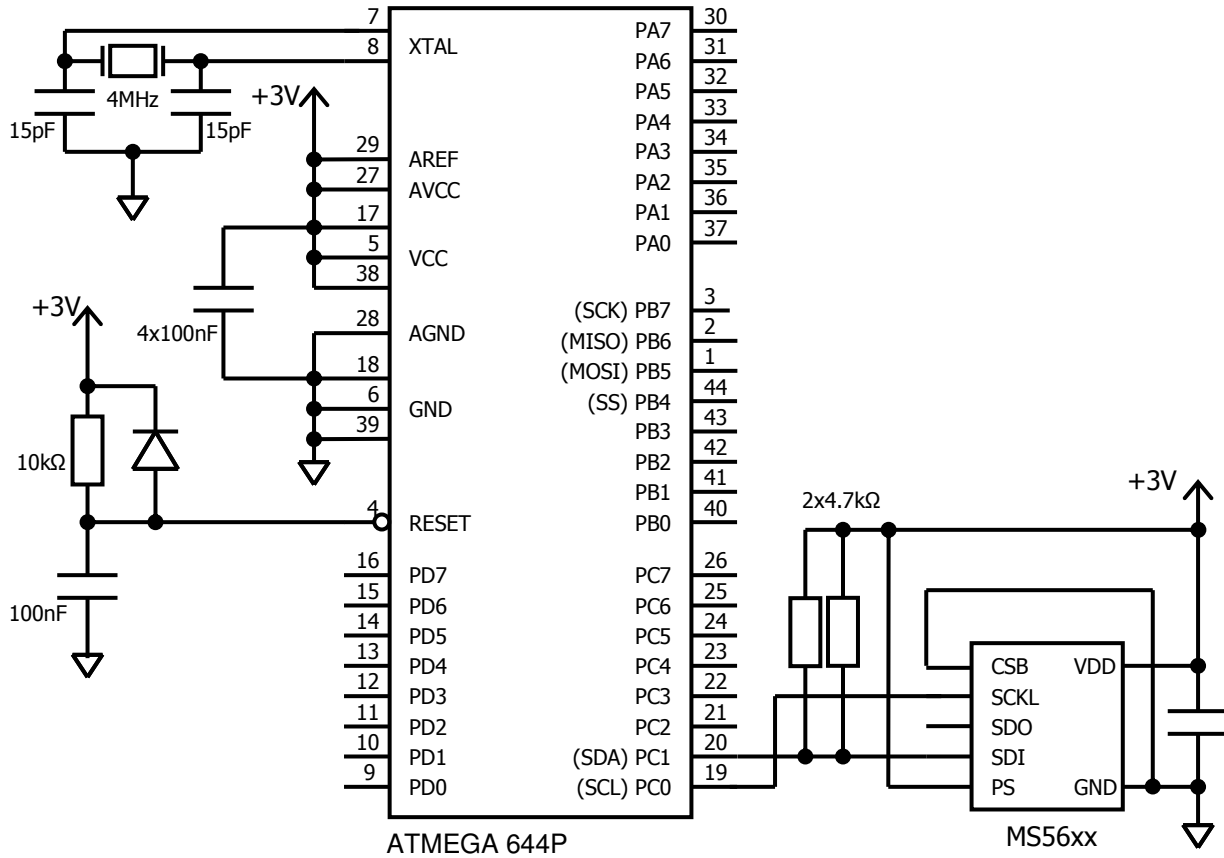 7
8
XTAL
4MHz
15pF
15pF
+3V
29
AREF
27
AVCC
17
5
VCC
38
4x100nF
28
AGND
18
6
GND
39
+3V
10kΩ
4
RESET
100nF
16
PD7
15
PD6
14
PD5
13
PD4
12
PD3
11
PD2
10
PD1
9
PD0
PA7
30
PA6
31
PA5
32
PA4
33
PA3
34
PA2
35
PA1
36
PA0
37
(SCK) PB7
3
(MISO) PB6
2
(MOSI) PB5
1
(SS) PB4
44
PB3
43
PB2
42
PB1
41
PB0
40
PC7
26
PC6
25
PC5
24
PC4
23
PC3
22
PC2
21
(SDA) PC1
20
(SCL) PC0
19
ATMEGA 644P
2x4.7kΩ
+3V
CSB
VDD
SCKL
SDO
SDI
PS
GND
MS56xx